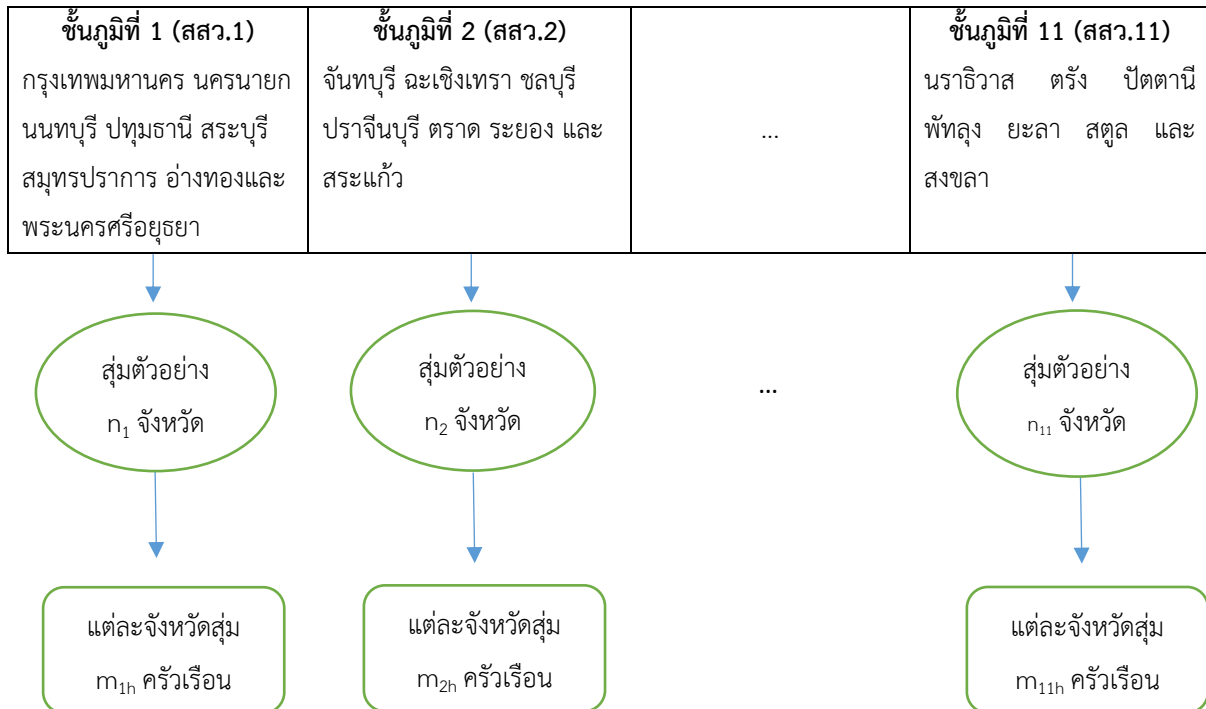 ชั้นภูมิที่ 1 (สสว.1)
กรุงเทพมหานคร นครนายก
นนทบุรี ปทุมธานี สระบุรี
สมุทรปราการ อ่างทองและ
พระนครศรีอยุธยา
ชั้นภูมิที่ 2 (สสว.2)
จันทบุรี ฉะเชิงเทรา ชลบุรี
ปราจีนบุรี ตราด ระยอง และ
สระแก้ว
...
ชั้นภูมิที่ 11 (สสว.11)
นราธิวาส ตรัง ปัตตานี
พัทลุง ยะลา สตูล และ
สงขลา
สุ่มตัวอย่าง
n₁ จังหวัด
สุ่มตัวอย่าง
n₂ จังหวัด
...
สุ่มตัวอย่าง
n₁₁ จังหวัด
แต่ละจังหวัดสุ่ม
m₁ₕ ครัวเรือน
แต่ละจังหวัดสุ่ม
m₂ₕ ครัวเรือน
แต่ละจังหวัดสุ่ม
m₁₁ₕ ครัวเรือน